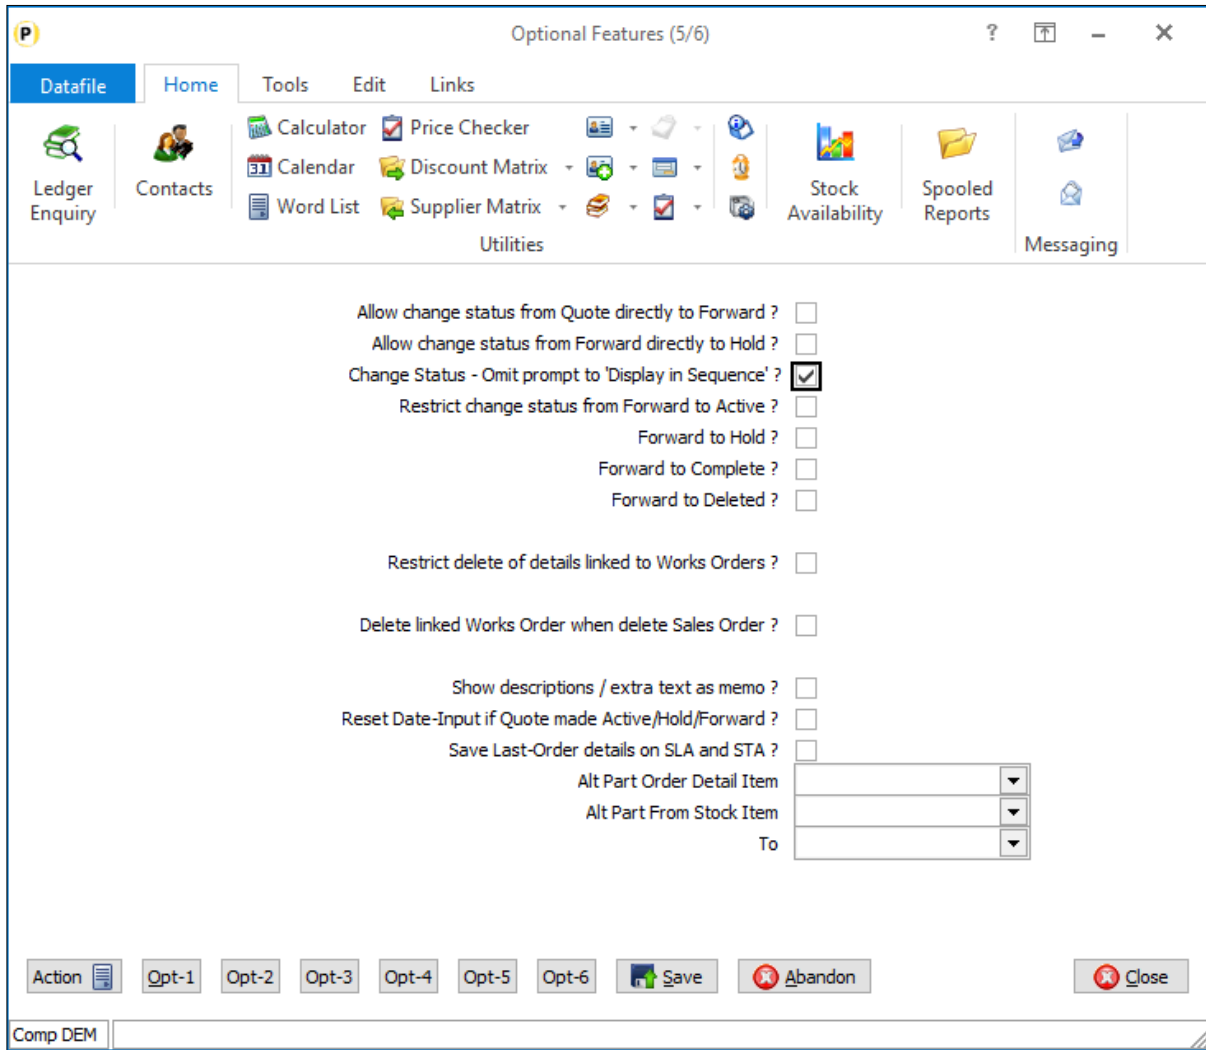 P
Optional Features (5/6)
?
Datafile Home Tools Edit Links
Ledger Enquiry
Contacts
Calculator
Calendar
31
Word List
Price Checker
Discount Matrix
Supplier Matrix
Utilities
Stock Availability
Spooled Reports
Messaging
Allow change status from Quote directly to Forward ?
Allow change status from Forward directly to Hold ?
Change Status - Omit prompt to 'Display in Sequence' ?
Restrict change status from Forward to Active ?
Forward to Hold ?
Forward to Complete ?
Forward to Deleted ?
Restrict delete of details linked to Works Orders ?
Delete linked Works Order when delete Sales Order ?
Show descriptions / extra text as memo ?
Reset Date-Input if Quote made Active/Hold/Forward ?
Save Last-Order details on SLA and STA ?
Alt Part Order Detail Item
Alt Part From Stock Item
To
Action Opt-1 Opt-2 Opt-3 Opt-4 Opt-5 Opt-6 Save Abandon Close
Comp DEM